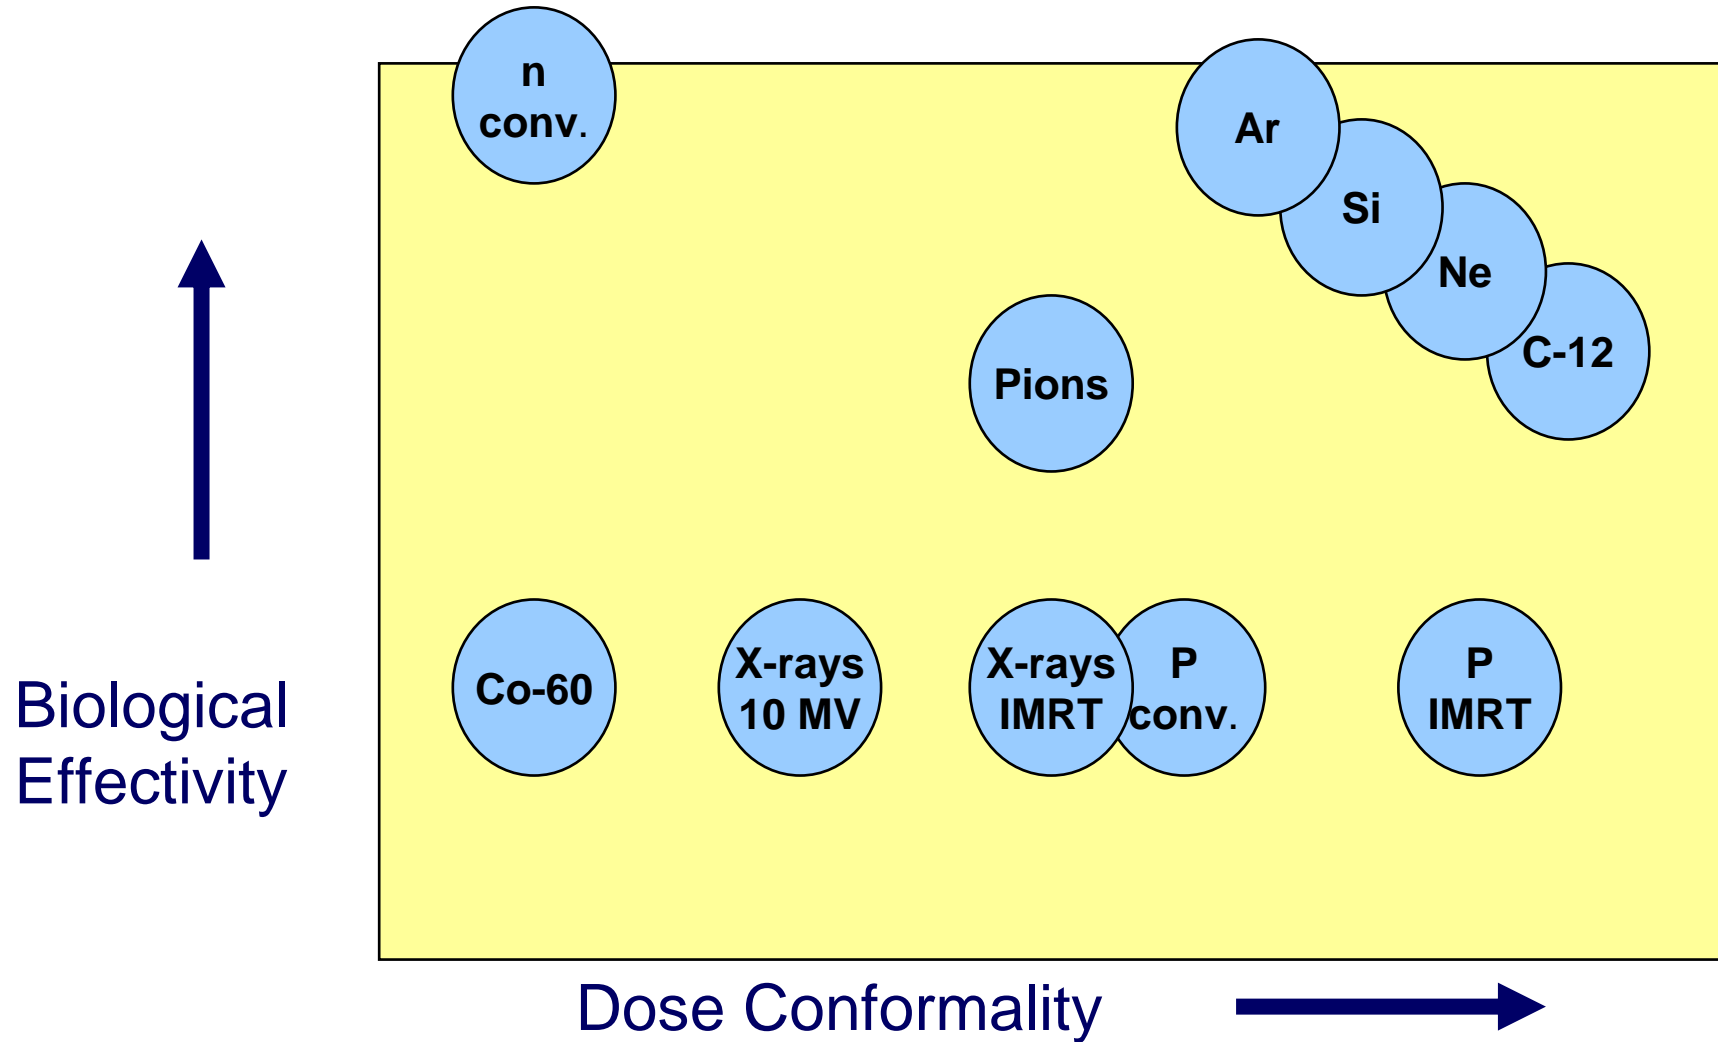 n
conv.
Ar
Si
Ne
C-12
Pions
Co-60
X-rays
10 MV
X-rays
IMRT
P
conv.
P
IMRT
Biological
Effectivity
Dose Conformality